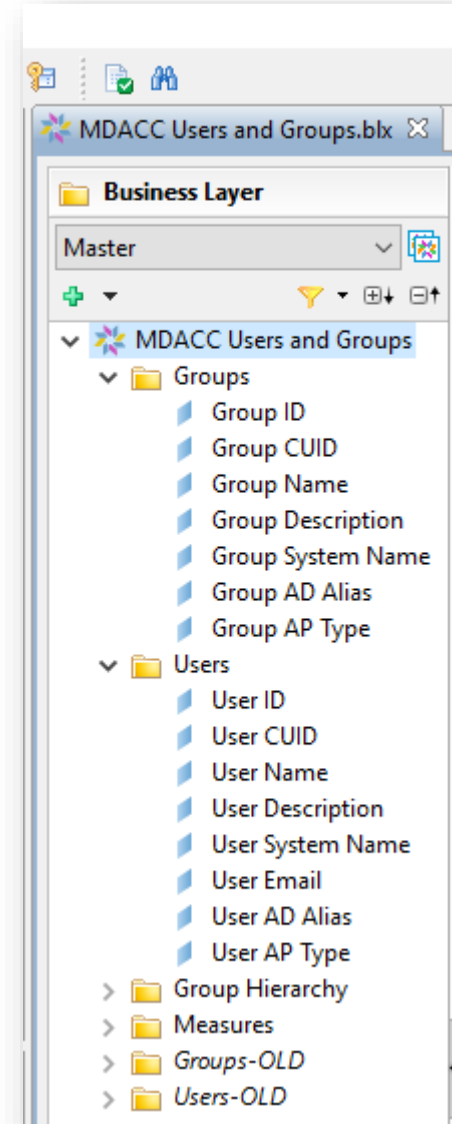 MDACC Users and Groups.blx
Business Layer
Master
MDACC Users and Groups
Groups
Group ID
Group CUID
Group Name
Group Description
Group System Name
Group AD Alias
Group AP Type
Users
User ID
User CUID
User Name
User Description
User System Name
User Email
User AD Alias
User AP Type
Group Hierarchy
Measures
Groups-OLD
Users-OLD